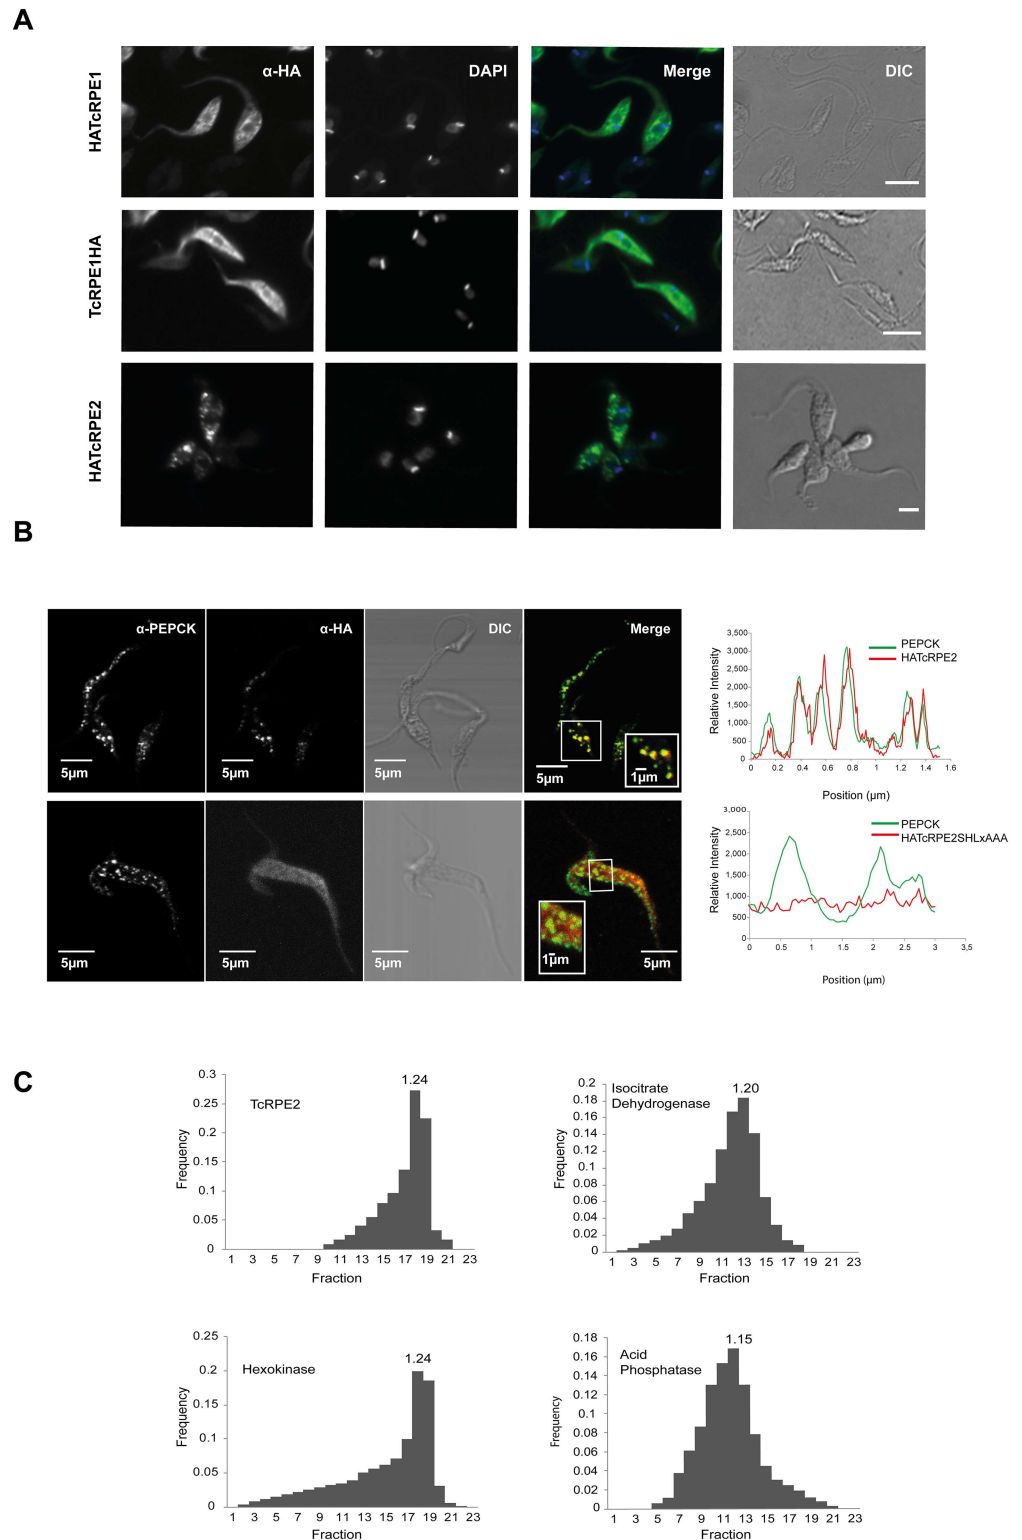 A
HATcRPE1
α-HA
DAPI
Merge
DIC
TcRPE1HA
HATcRPE2
B
α-PEPCK
α-HA
DIC
Merge
5µm
5µm
5µm
5µm
1µm
3,500
3,000
2,500
2,000
1,500
1,000
500
0
Relative Intensity
PEPCK
HATcRPE2
0 0.2 0.4 0.6 0.8 1 1.2 1.4 1.6
Position (µm)
5µm
5µm
5µm
1µm
5µm
3,000
2,500
2,000
1,500
1,000
500
0
Relative Intensity
PEPCK
HATcRPE2SHLxAAA
0 0.5 1 1.5 2 2.5 3 3,5
Position (µm)
C
0.3
0.25
0.2
0.15
0.1
0.05
0
Frequency
TcRPE2
1.24
1 3 5 7 9 11 13 15 17 19 21 23
Fraction
0.2
0.18
0.16
0.14
0.12
0.1
0.08
0.06
0.04
0.02
0
Frequency
Isocitrate
Dehydrogenase
1.20
1 3 5 7 9 11 13 15 17 19 21 23
Fraction
0.25
0.2
0.15
0.1
0.05
0
Frequency
Hexokinase
1.24
1 3 5 7 9 11 13 15 17 19 21 23
Fraction
0.18
0.16
0.14
0.12
0.1
0.08
0.06
0.04
0.02
0
Frequency
Acid
Phosphatase
1.15
1 3 5 7 9 11 13 15 17 19 21 23
Fraction